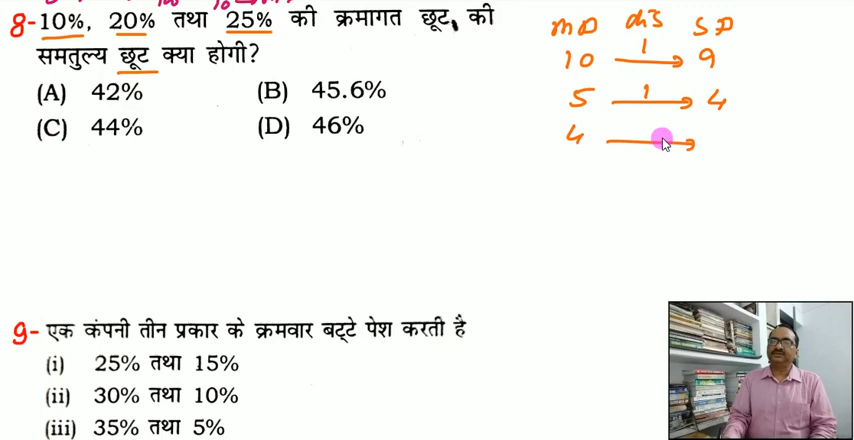 8- 10%, 20% तथा 25% की क्रमागत छूट, की
समतुल्य छूट क्या होगी?
(A) 42% (B) 45.6%
(C) 44% (D) 46%
MP dis SP
10 1 9
5 1 4
4
9- एक कंपनी तीन प्रकार के क्रमवार बट्टे पेश करती है
(i) 25% तथा 15%
(ii) 30% तथा 10%
(iii) 35% तथा 5%